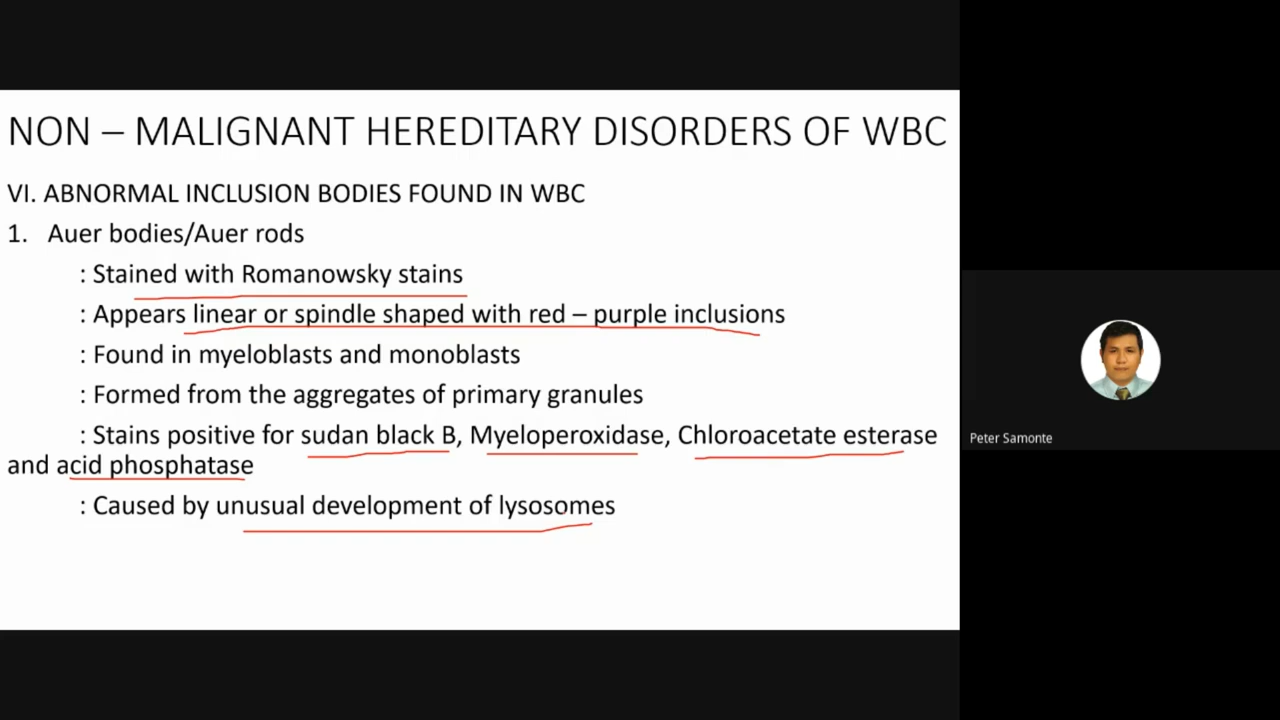 NON – MALIGNANT HEREDITARY DISORDERS OF WBC
VI. ABNORMAL INCLUSION BODIES FOUND IN WBC
1. Auer bodies/Auer rods
: Stained with Romanowsky stains
: Appears linear or spindle shaped with red – purple inclusions
: Found in myeloblasts and monoblasts
: Formed from the aggregates of primary granules
: Stains positive for sudan black B, Myeloperoxidase, Chloroacetate esterase
and acid phosphatase
: Caused by unusual development of lysosomes
Peter Samonte